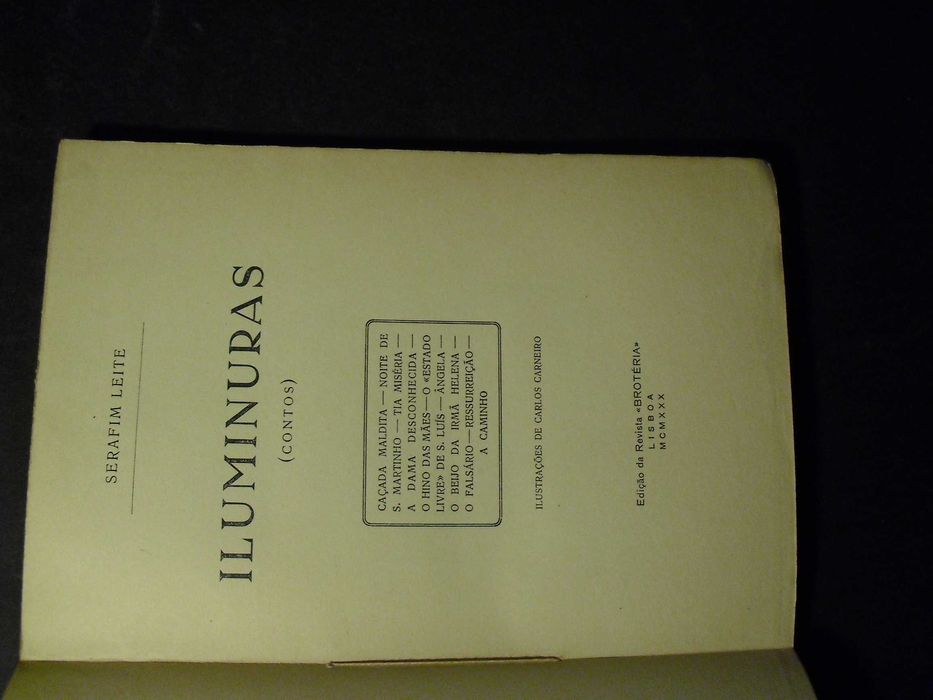 SERAFIM LEITE
ILUMINURAS
(CONTOS)
CAÇADA MALDITA — NOITE DE
S. MARTINHO — TIA MISÉRIA —
A DAMA DESCONHECIDA —
O HINO DAS MÃES — O «ESTADO
LIVRE» DE S. LUÍS — ÂNGELA —
O BEIJO DA IRMÃ HELENA —
O FALSÁRIO — RESSURREIÇÃO —
A CAMINHO
ILUSTRAÇÕES DE CARLOS CARNEIRO
Edição da Revista «BROTÉRIA»
LISBOA
MCMXXX